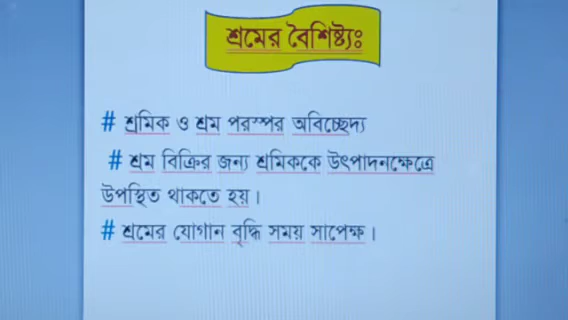 শ্রমের বৈশিষ্ট্যঃ
# শ্রমিক ও শ্রম পরস্পর অবিচ্ছেদ্য
# শ্রম বিক্রির জন্য শ্রমিককে উৎপাদনক্ষেত্রে
উপস্থিত থাকতে হয়।
# শ্রমের যোগান বৃদ্ধি সময় সাপেক্ষ।